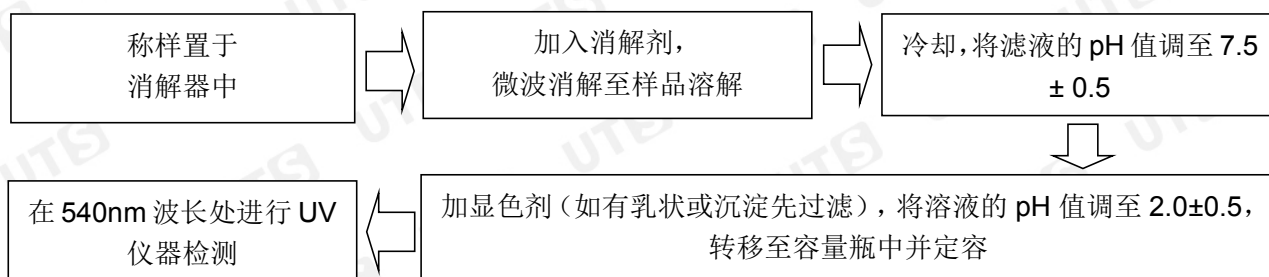 称样置于
消解器中
加入消解剂，
微波消解至样品溶解
冷却，将滤液的 pH 值调至 7.5
± 0.5
加显色剂（如有乳状或沉淀先过滤），将溶液的 pH 值调至 2.0±0.5，
转移至容量瓶中并定容
在 540nm 波长处进行 UV
仪器检测